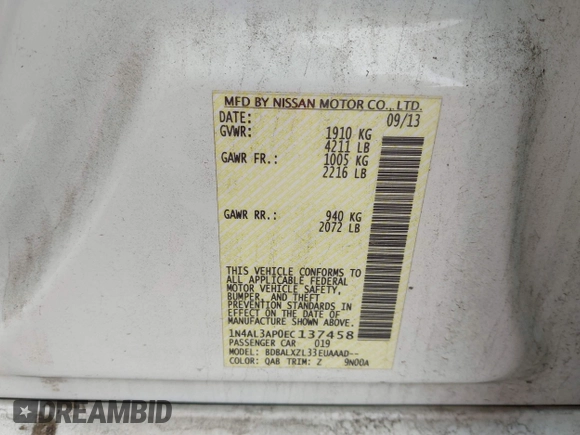 MFD BY NISSAN MOTOR CO., LTD.
DATE: 09/13
GVWR: 1910 KG
4211 LB
GAWR FR.: 1005 KG
2216 LB
GAWR RR.: 940 KG
2072 LB
THIS VEHICLE CONFORMS TO
ALL APPLICABLE FEDERAL
MOTOR VEHICLE SAFETY,
BUMPER, AND THEFT
PREVENTION STANDARDS IN
EFFECT ON THE DATE OF
MANUFACTURE SHOWN ABOVE.
1N4AL3AP0EC137458
PASSENGER CAR 019
MODEL: BDBALXZL33EUAAAD--
COLOR: QAB TRIM: Z 9N00A
DREAMBID